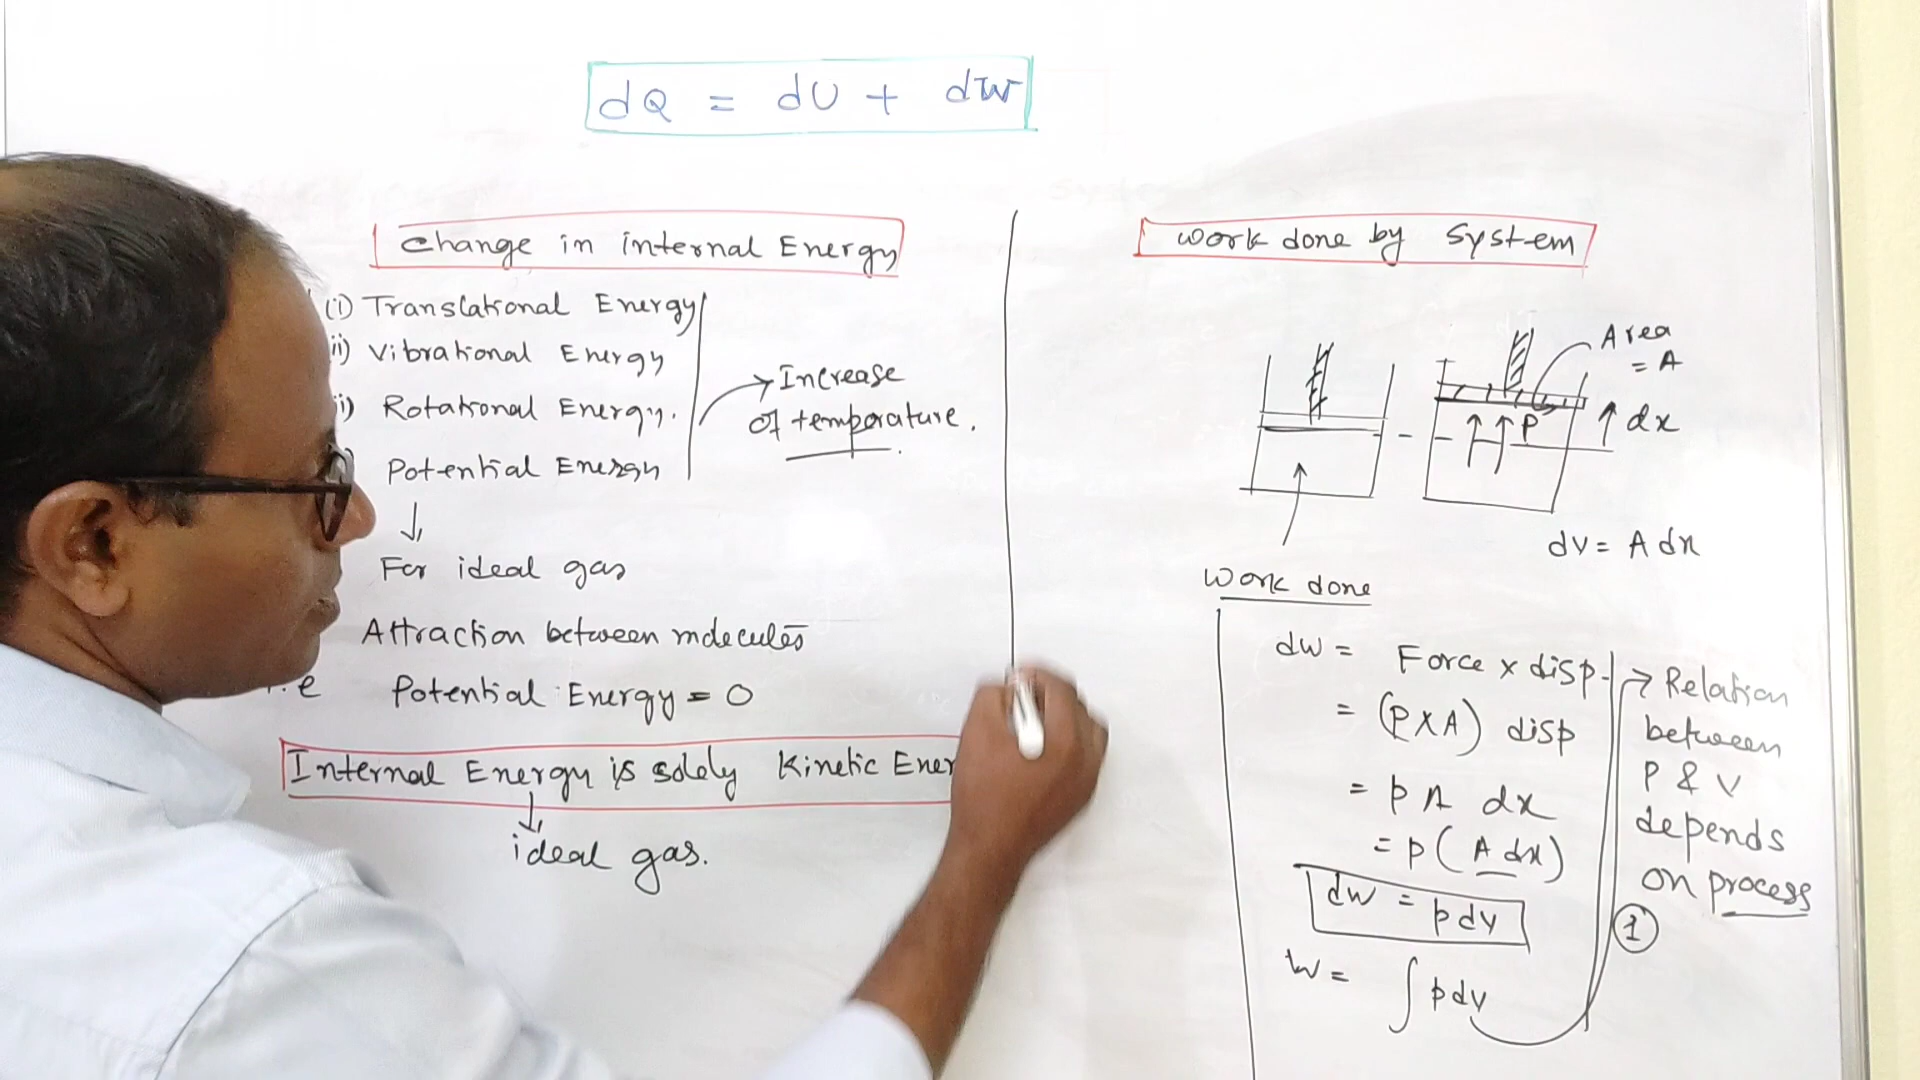 dQ = dU + dW
Change in internal Energy
(i) Translational Energy
ii) Vibrational Energy
i) Rotational Energy.
Potential Energy
→ Increase
of temperature.
↓
For ideal gas
Attraction between molecules
e Potential Energy = 0
Internal Energy is solely Kinetic Ener
↓
ideal gas.
Work done by System
Area
= A
P
dx
dv = A dx
Work done
dw = Force x disp.
= (P X A) disp
= p A dx
= p ( A dx )
dw = p dv
W = ∫ p dv
→ Relation
between
P & V
depends
on process
1